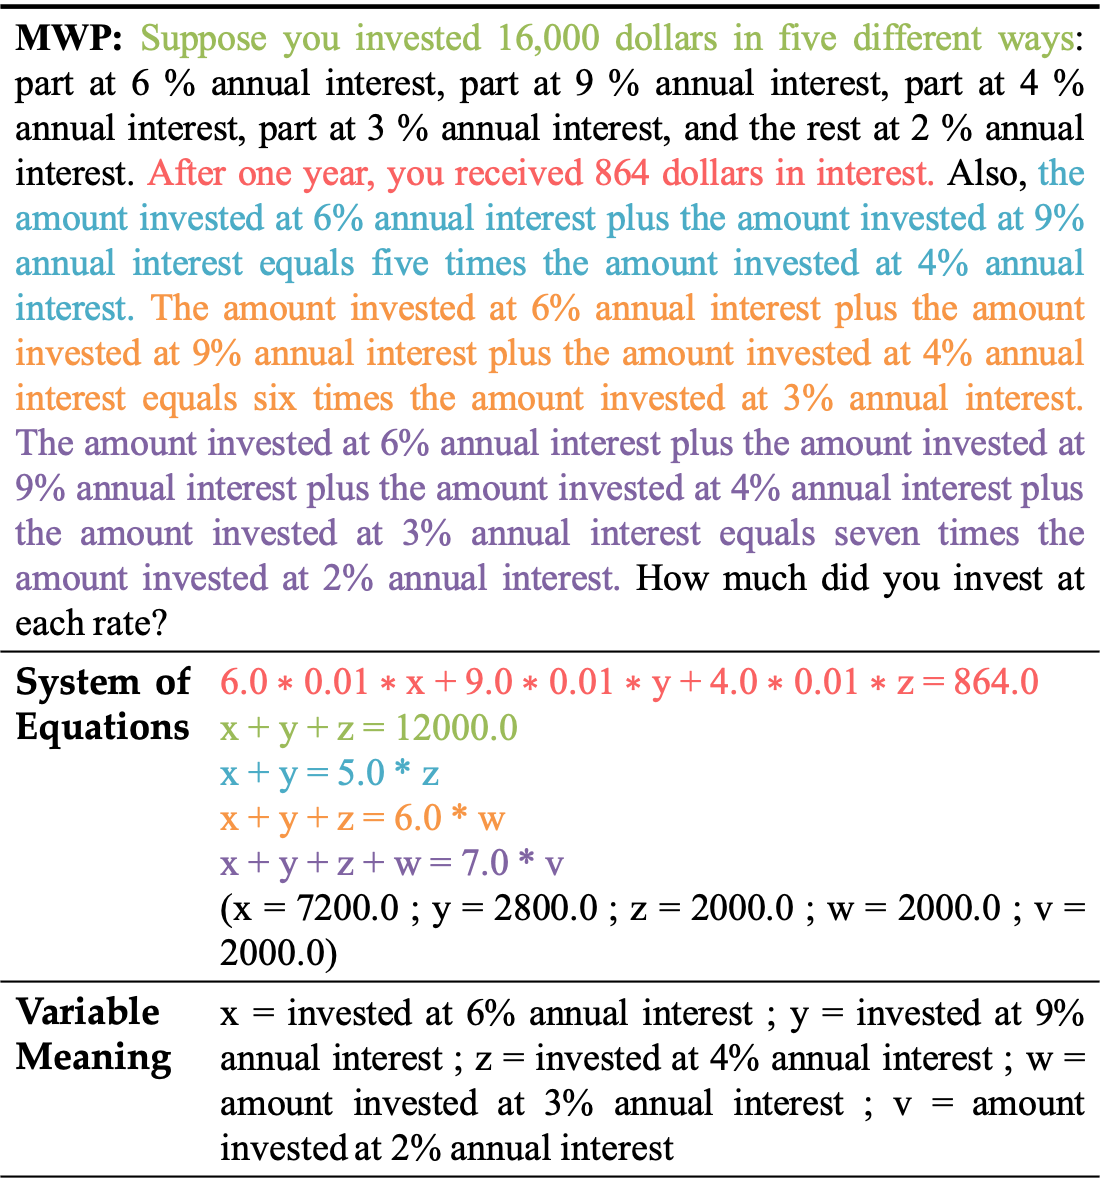 MWP: Suppose you invested 16,000 dollars in five different ways:
part at 6 % annual interest, part at 9 % annual interest, part at 4 %
annual interest, part at 3 % annual interest, and the rest at 2 % annual
interest. After one year, you received 864 dollars in interest. Also, the
amount invested at 6% annual interest plus the amount invested at 9%
annual interest equals five times the amount invested at 4% annual
interest. The amount invested at 6% annual interest plus the amount
invested at 9% annual interest plus the amount invested at 4% annual
interest equals six times the amount invested at 3% annual interest.
The amount invested at 6% annual interest plus the amount invested at
9% annual interest plus the amount invested at 4% annual interest plus
the amount invested at 3% annual interest equals seven times the
amount invested at 2% annual interest. How much did you invest at
each rate?
System of Equations
6.0 * 0.01 * x + 9.0 * 0.01 * y + 4.0 * 0.01 * z = 864.0
x + y + z = 12000.0
x + y = 5.0 * z
x + y + z = 6.0 * w
x + y + z + w = 7.0 * v
(x = 7200.0 ; y = 2800.0 ; z = 2000.0 ; w = 2000.0 ; v =
2000.0)
Variable Meaning
x = invested at 6% annual interest ; y = invested at 9%
annual interest ; z = invested at 4% annual interest ; w =
amount invested at 3% annual interest ; v = amount
invested at 2% annual interest